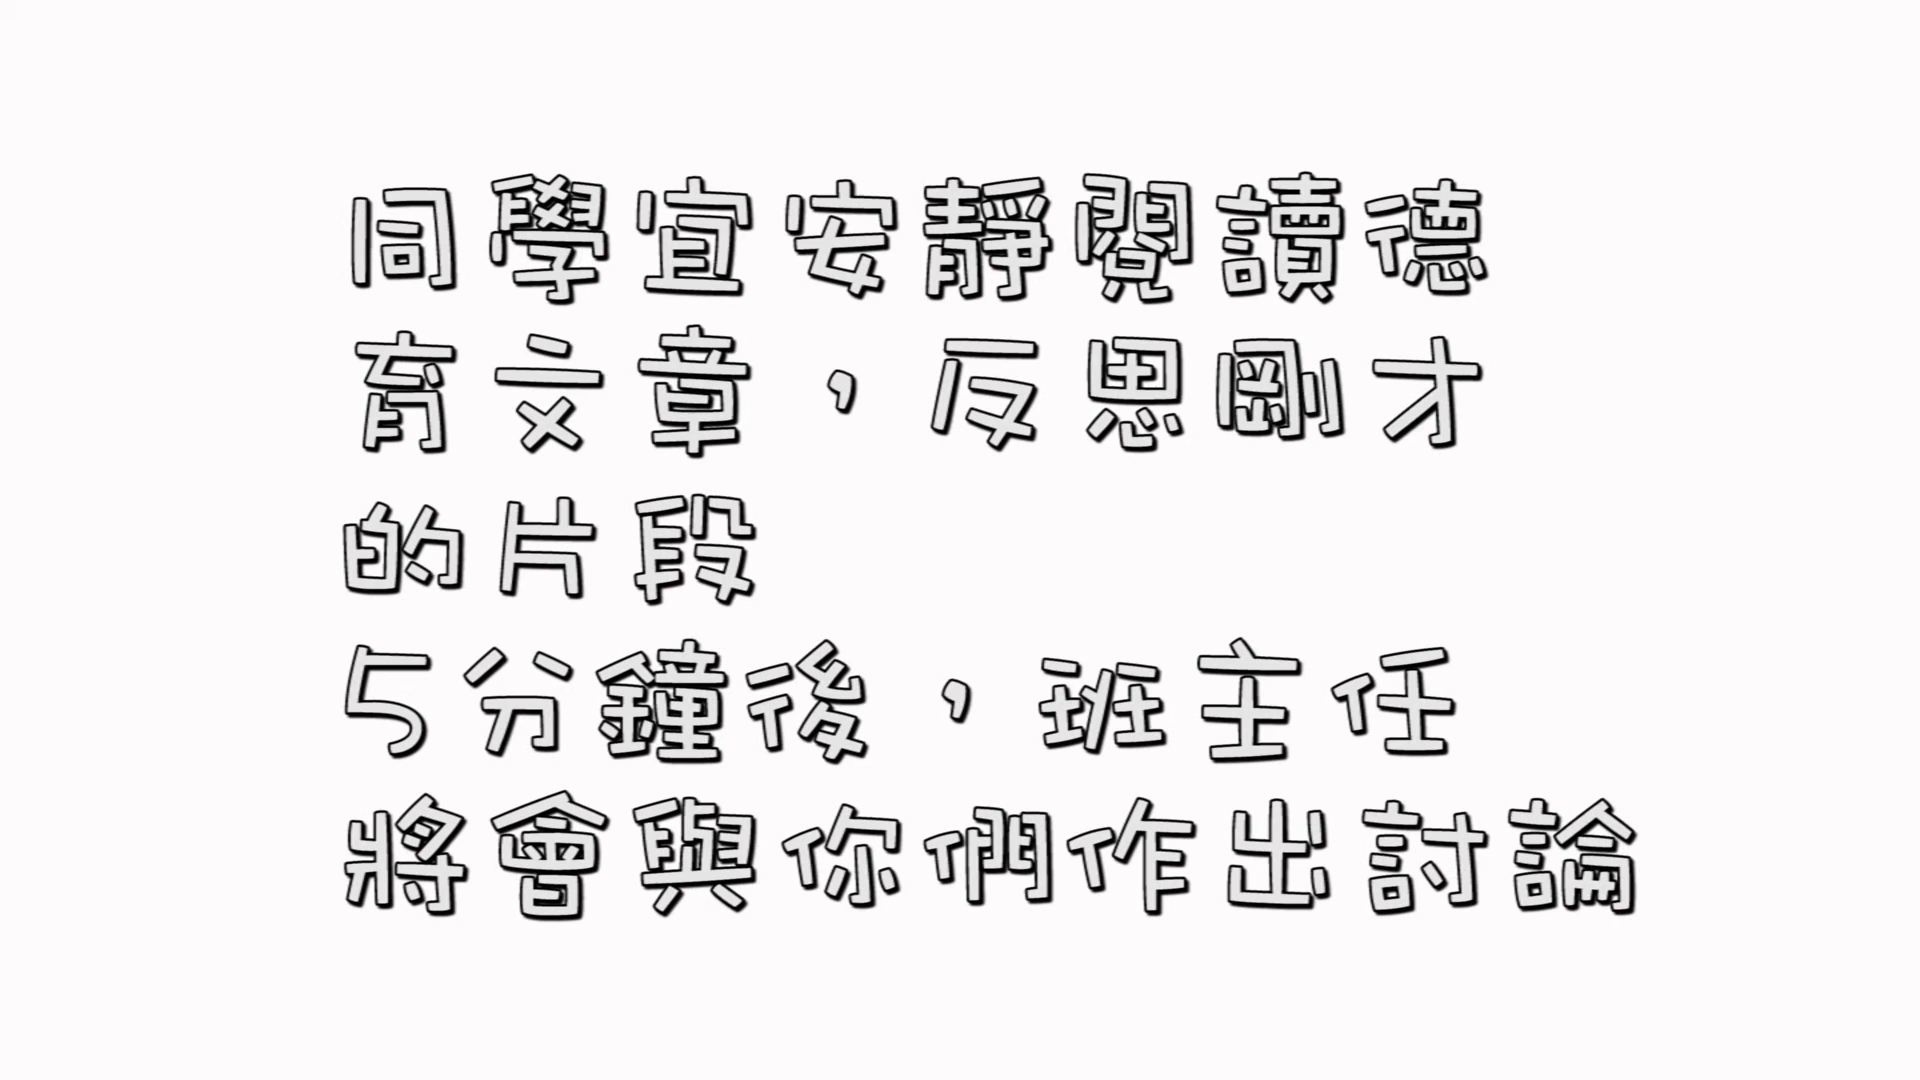 同學宜安靜閱讀德
育文章，反思剛才
的片段
5分鐘後，班主任
將會與你們作出討論